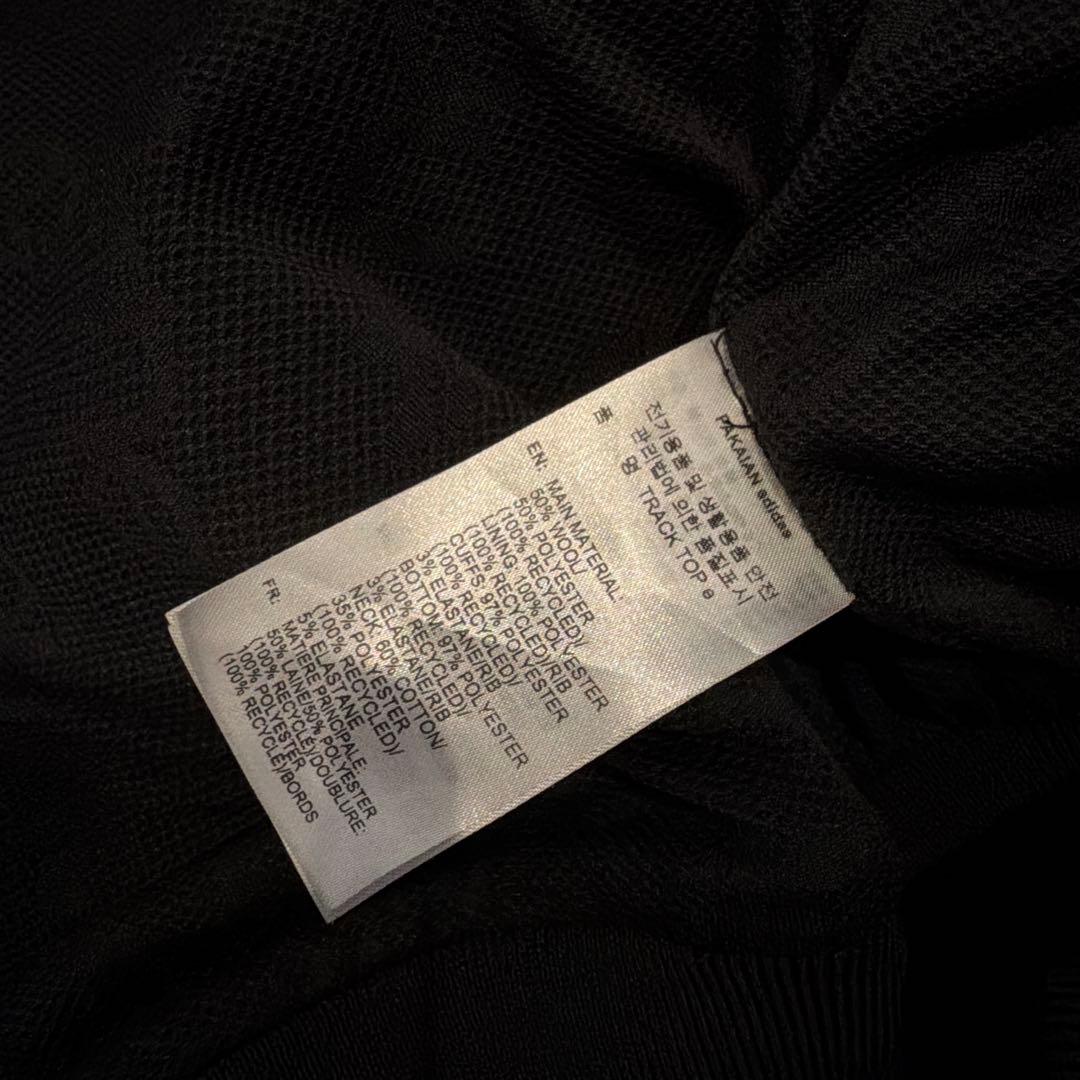 PAKAIAN adidas
전기용품 및 생활용품 안전
관리법에 의한 품질표시
품
명 TRACK TOP
EN: MAIN MATERIAL:
50% WOOL/
50% POLYESTER
(100% RECYCLED)/
LINING: 100% POLYESTER
(100% RECYCLED)/RIB
CUFFS: 97% POLYESTER
(100% RECYCLED)/
3% ELASTANE/RIB
BOTTOM: 97% POLYESTER
(100% RECYCLED)/
3% ELASTANE/RIB
NECK: 60% COTTON/
35% POLYESTER
(100% RECYCLED)/
5% ELASTANE
FR: MATIÈRE PRINCIPALE:
50% LAINE/50% POLYESTER
(100% RECYCLÉ)/DOUBLURE:
100% POLYESTER
(100% RECYCLÉ)/BORDS